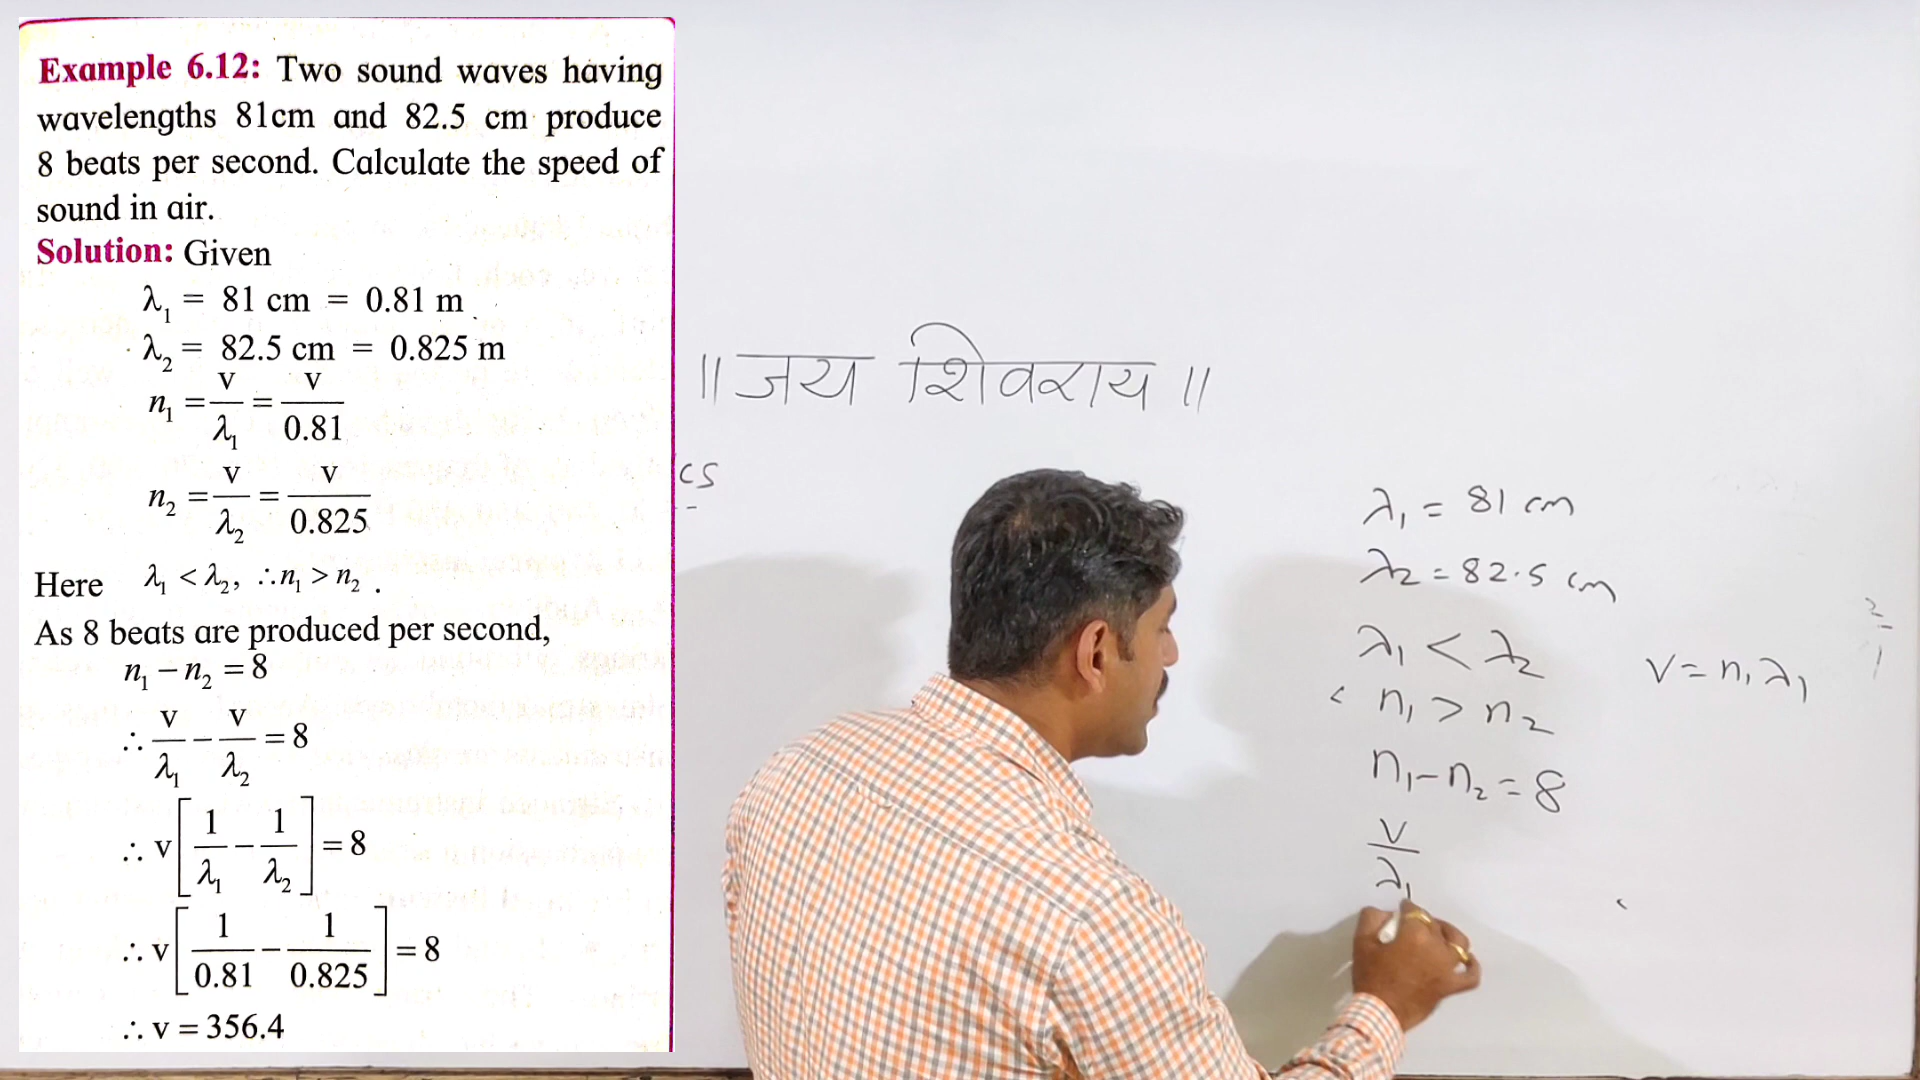 Example 6.12: Two sound waves having
wavelengths 81cm and 82.5 cm produce
8 beats per second. Calculate the speed of
sound in air.
Solution: Given
λ₁ = 81 cm = 0.81 m
λ₂ = 82.5 cm = 0.825 m
n₁ = v/λ₁ = v/0.81
n₂ = v/λ₂ = v/0.825
Here λ₁ < λ₂, ∴ n₁ > n₂ .
As 8 beats are produced per second,
n₁ − n₂ = 8
∴ v/λ₁ − v/λ₂ = 8
∴ v[1/λ₁ − 1/λ₂] = 8
∴ v[1/0.81 − 1/0.825] = 8
∴ v = 356.4
॥ जय शिवराय ॥
CS
λ₁ = 81 cm
λ₂ = 82.5 cm
λ₁ < λ₂
v = n₁ λ₁
n₁ > n₂
n₁ − n₂ = 8
v/λ₁